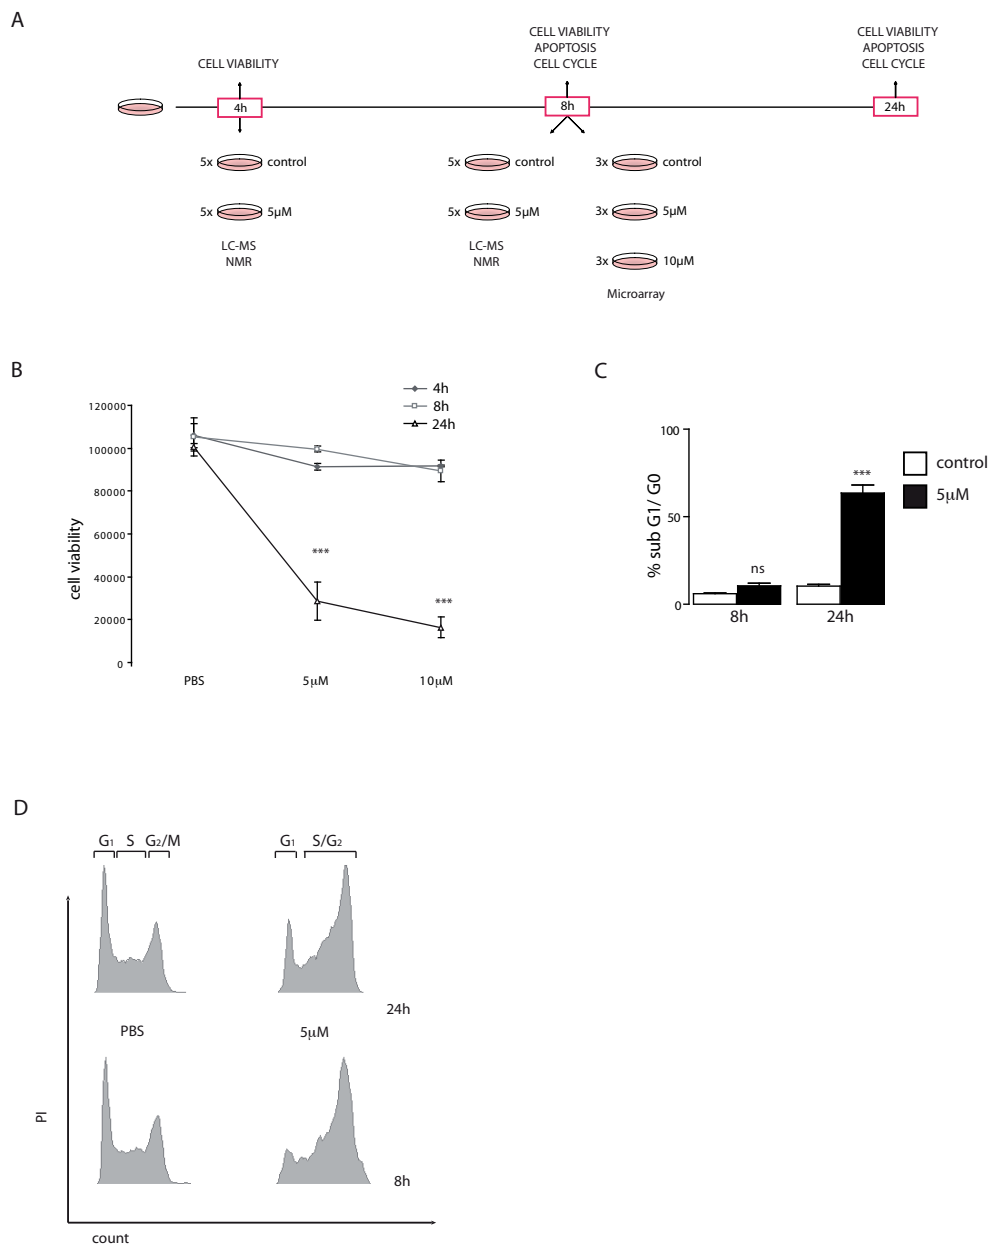 A
CELL VIABILITY
CELL VIABILITY
APOPTOSIS
CELL CYCLE
CELL VIABILITY
APOPTOSIS
CELL CYCLE
4h
8h
24h
5x control
5x 5µM
LC-MS
NMR
5x control
5x 5µM
LC-MS
NMR
3x control
3x 5µM
3x 10µM
Microarray
B
4h
8h
24h
cell viability
120000
100000
80000
60000
40000
20000
0
***
***
PBS 5µM 10µM
C
% sub G1/ G0
100
50
0
ns
***
8h 24h
control
5µM
D
G1 S G2/M
G1 S/G2
24h
PBS 5µM
8h
PI
count